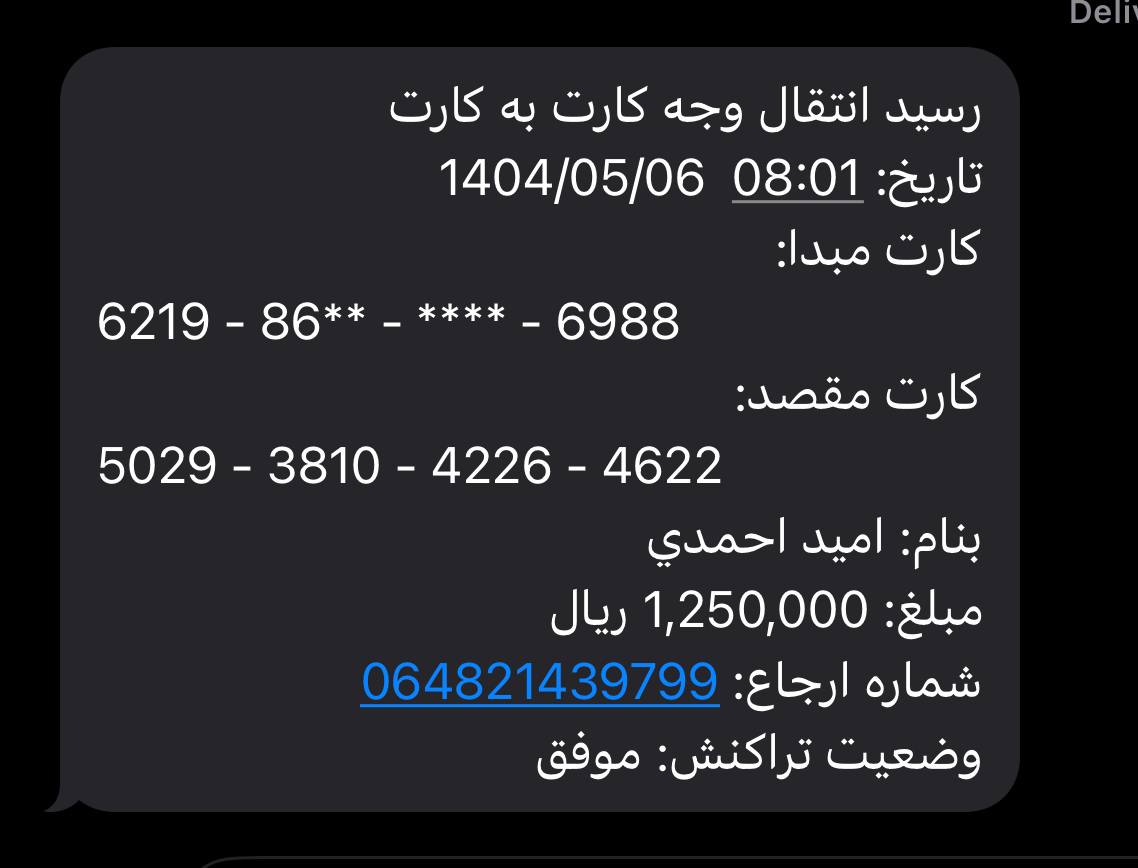 Deliv
رسید انتقال وجه کارت به کارت
تاریخ: 08:01  1404/05/06
کارت مبدا:
6219 - 86** - **** - 6988
کارت مقصد:
5029 - 3810 - 4226 - 4622
بنام: امید احمدي
مبلغ: 1,250,000 ریال
شماره ارجاع: 064821439799
وضعیت تراکنش: موفق